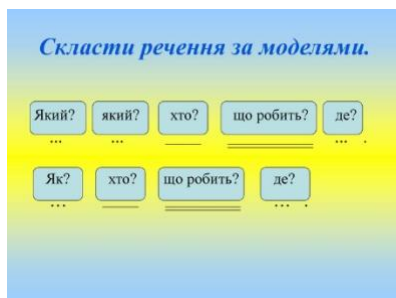 Скласти речення за моделями.
Який? який? хто? що робить? де?
... ... ... .
Як? хто? що робить? де?
... ... .